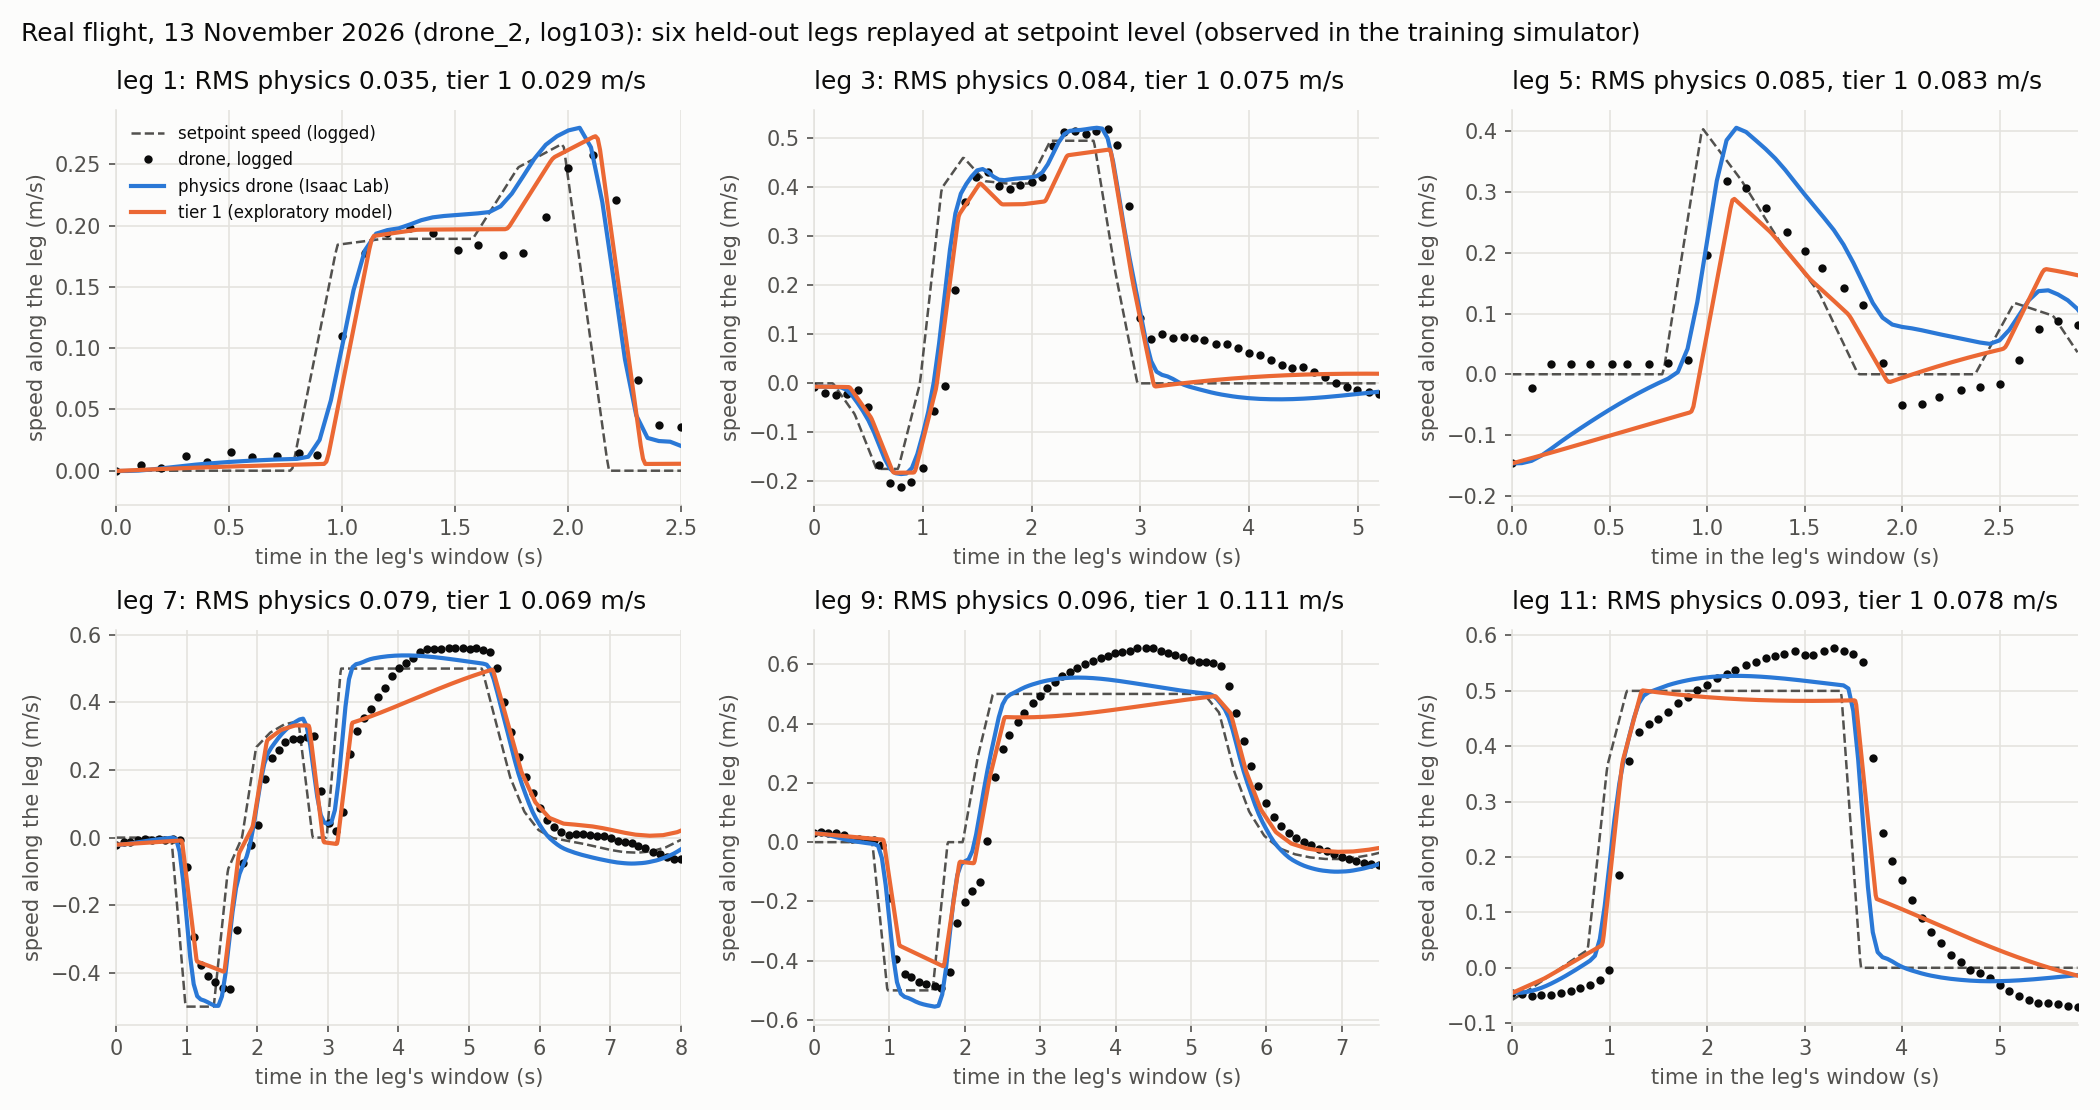 Real flight, 13 November 2026 (drone_2, log103): six held-out legs replayed at setpoint level (observed in the training simulator)
leg 1: RMS physics 0.035, tier 1 0.029 m/s
setpoint speed (logged)
drone, logged
physics drone (Isaac Lab)
tier 1 (exploratory model)
speed along the leg (m/s)
0.25
0.20
0.15
0.10
0.05
0.00
0.0 0.5 1.0 1.5 2.0 2.5
time in the leg's window (s)
leg 3: RMS physics 0.084, tier 1 0.075 m/s
speed along the leg (m/s)
0.5
0.4
0.3
0.2
0.1
0.0
−0.1
−0.2
0 1 2 3 4 5
time in the leg's window (s)
leg 5: RMS physics 0.085, tier 1 0.083 m/s
speed along the leg (m/s)
0.4
0.3
0.2
0.1
0.0
−0.1
−0.2
0.0 0.5 1.0 1.5 2.0 2.5
time in the leg's window (s)
leg 7: RMS physics 0.079, tier 1 0.069 m/s
speed along the leg (m/s)
0.6
0.4
0.2
0.0
−0.2
−0.4
0 1 2 3 4 5 6 7 8
time in the leg's window (s)
leg 9: RMS physics 0.096, tier 1 0.111 m/s
speed along the leg (m/s)
0.6
0.4
0.2
0.0
−0.2
−0.4
−0.6
0 1 2 3 4 5 6 7
time in the leg's window (s)
leg 11: RMS physics 0.093, tier 1 0.078 m/s
speed along the leg (m/s)
0.6
0.5
0.4
0.3
0.2
0.1
0.0
−0.1
0 1 2 3 4 5
time in the leg's window (s)